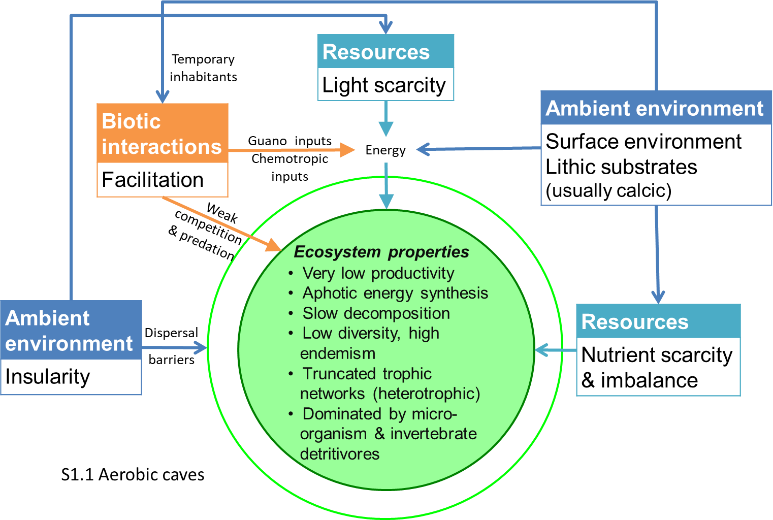 Temporary
inhabitants
Resources
Light scarcity
Biotic
interactions
Facilitation
Guano inputs
Chemotropic
inputs
Energy
Ambient environment
Surface environment
Lithic substrates
(usually calcic)
Weak
competition
& predation
Ecosystem properties
• Very low productivity
• Aphotic energy synthesis
• Slow decomposition
• Low diversity, high
endemism
• Truncated trophic
networks (heterotrophic)
• Dominated by micro-
organism & invertebrate
detritivores
Ambient
environment
Insularity
Dispersal
barriers
Resources
Nutrient scarcity
& imbalance
S1.1 Aerobic caves